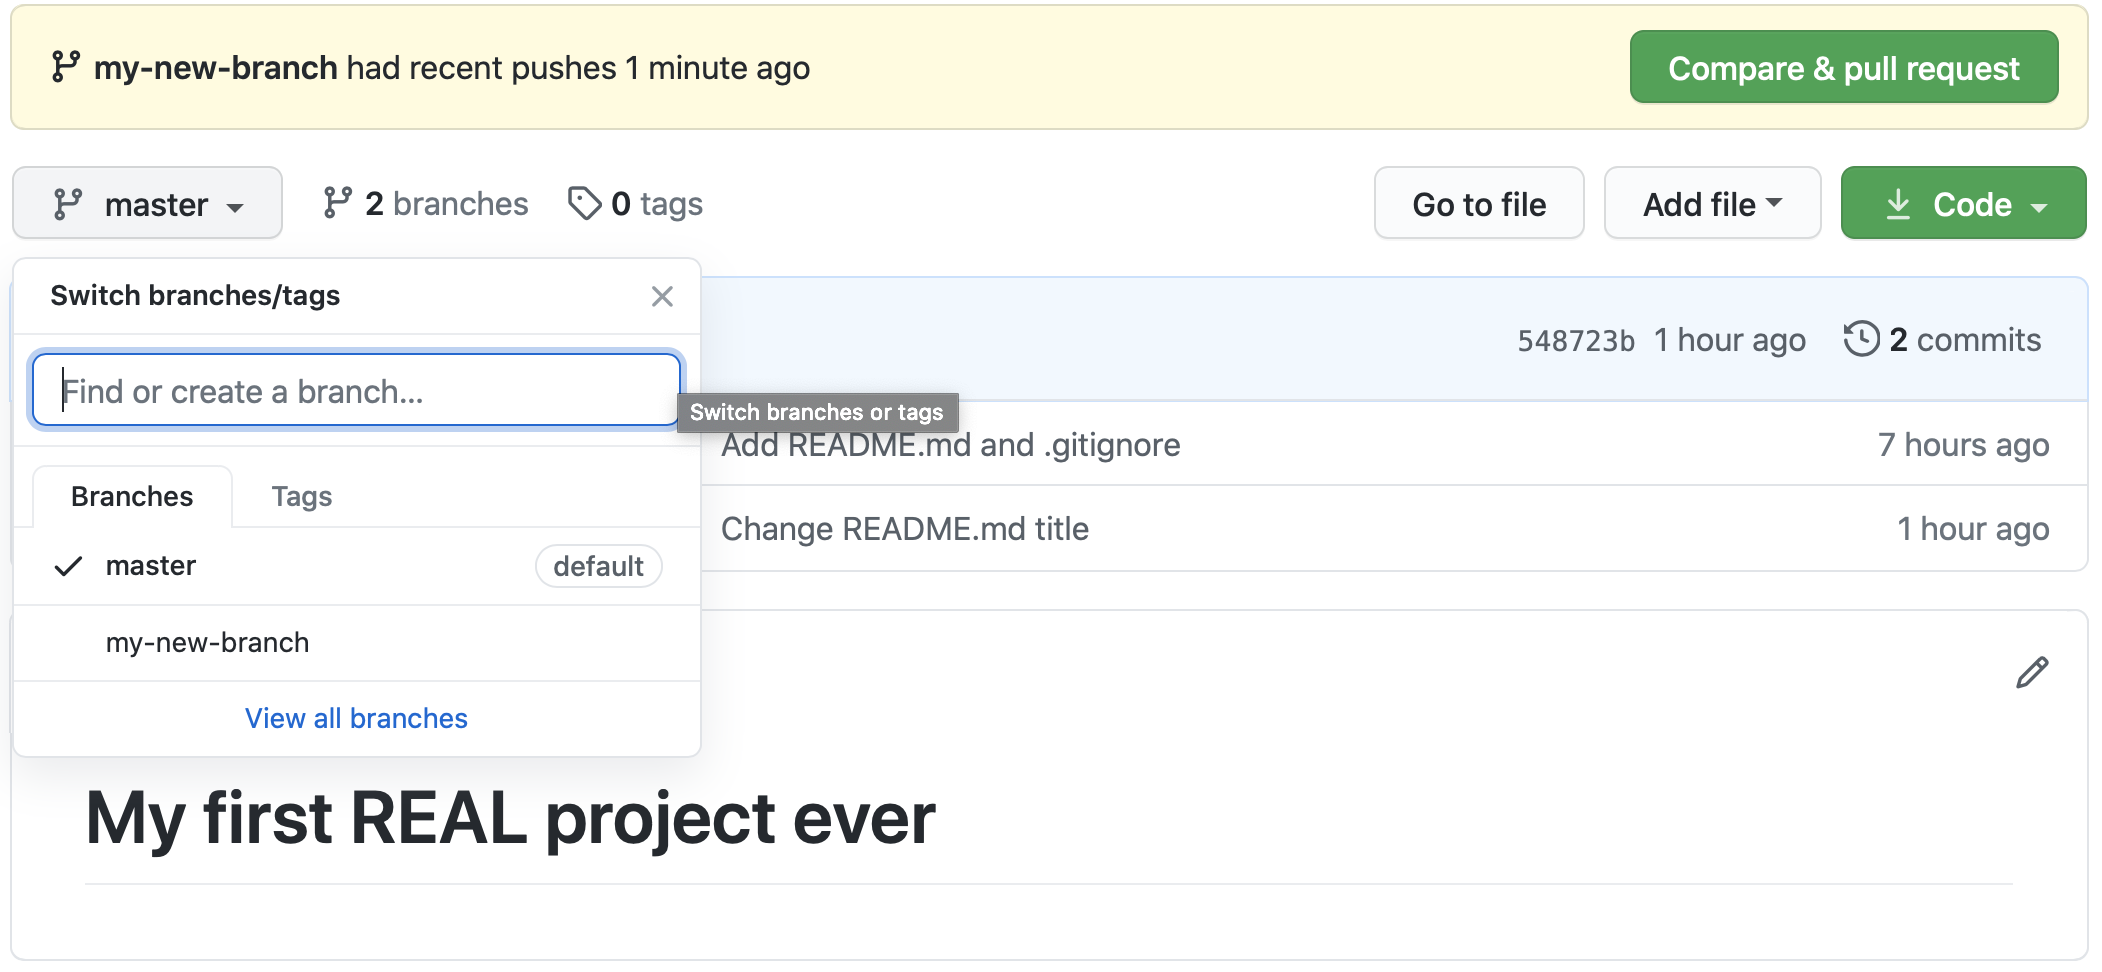 my-new-branch had recent pushes 1 minute ago
Compare & pull request
master
2 branches
0 tags
Go to file
Add file
Code
Switch branches/tags
548723b 1 hour ago
2 commits
Find or create a branch...
Switch branches or tags
Add README.md and .gitignore
7 hours ago
Branches
Tags
Change README.md title
1 hour ago
master
default
my-new-branch
View all branches
My first REAL project ever